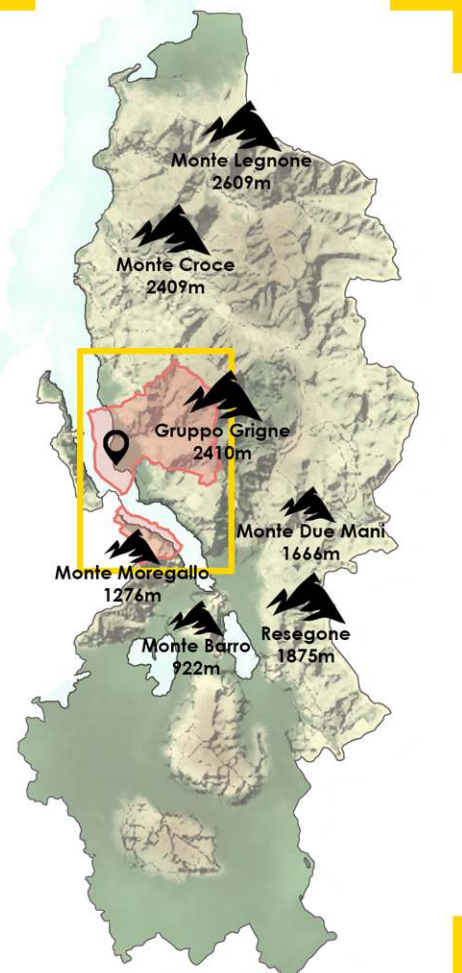 Monte Legnone
2609m
Monte Croce
2409m
Gruppo Grigne
2410m
Monte Due Mani
1666m
Monte Moregallo
1276m
Resegone
1875m
Monte Barro
922m